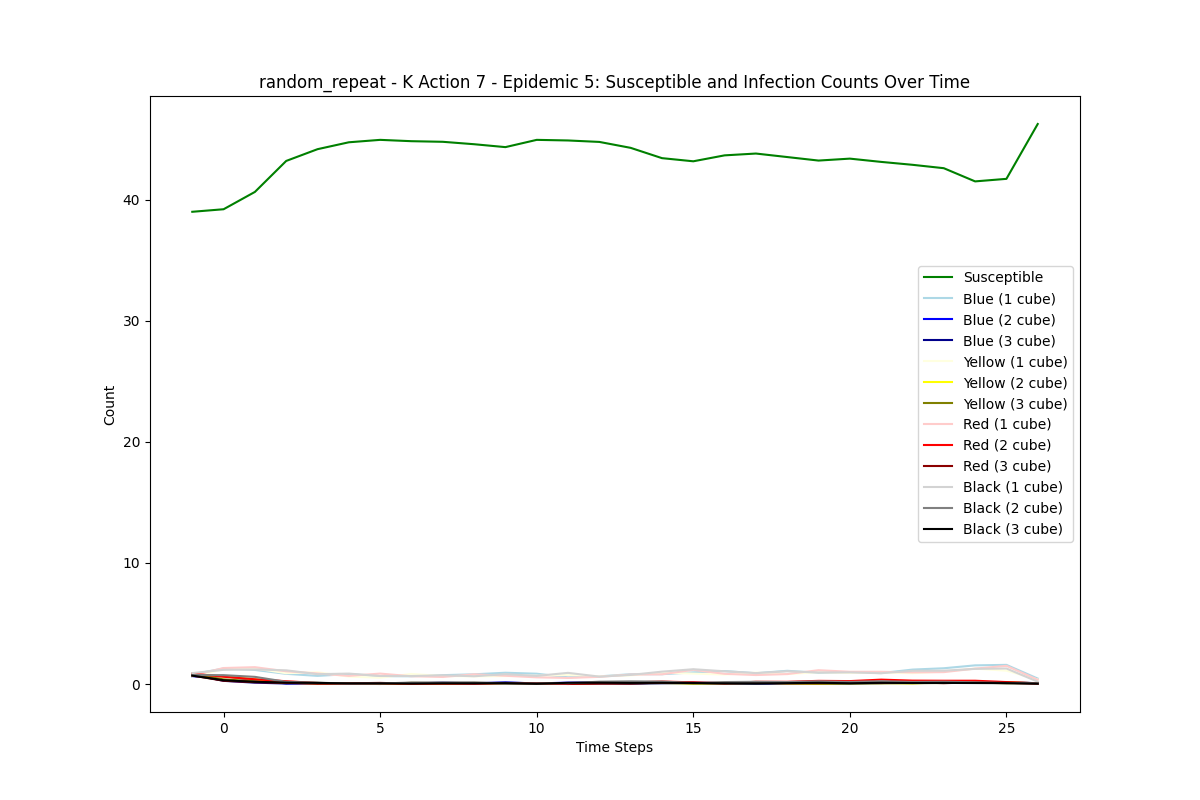 random_repeat - K Action 7 - Epidemic 5: Susceptible and Infection Counts Over Time
Count
40
30
20
10
0
Susceptible
Blue (1 cube)
Blue (2 cube)
Blue (3 cube)
Yellow (1 cube)
Yellow (2 cube)
Yellow (3 cube)
Red (1 cube)
Red (2 cube)
Red (3 cube)
Black (1 cube)
Black (2 cube)
Black (3 cube)
0 5 10 15 20 25
Time Steps